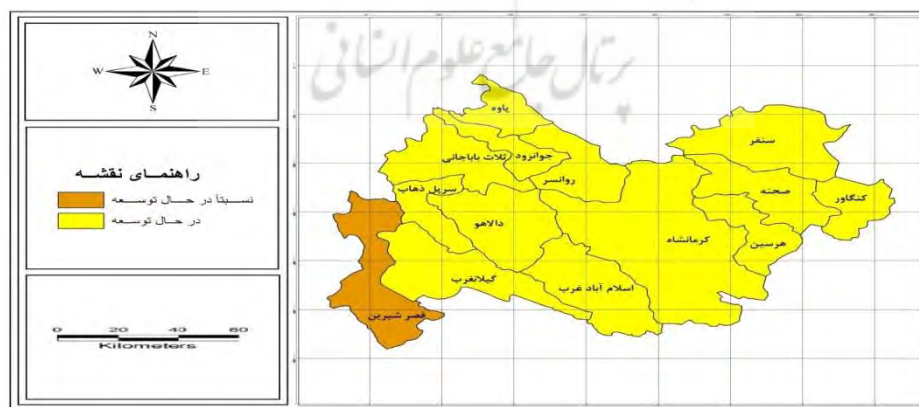 پرتال جامع علوم انسانی
N
W E
S
راهنمای نقشه
نسبتاً در حال توسعه
در حال توسعه
0 20 40 60
Kilometers
پاوه
جوانرود
ثلاث باباجانی
روانسر
سرپل ذهاب
دالاهو
گیلانغرب
قصر شیرین
اسلام آباد غرب
کرمانشاه
سنقر
صحنه
کنگاور
هرسین